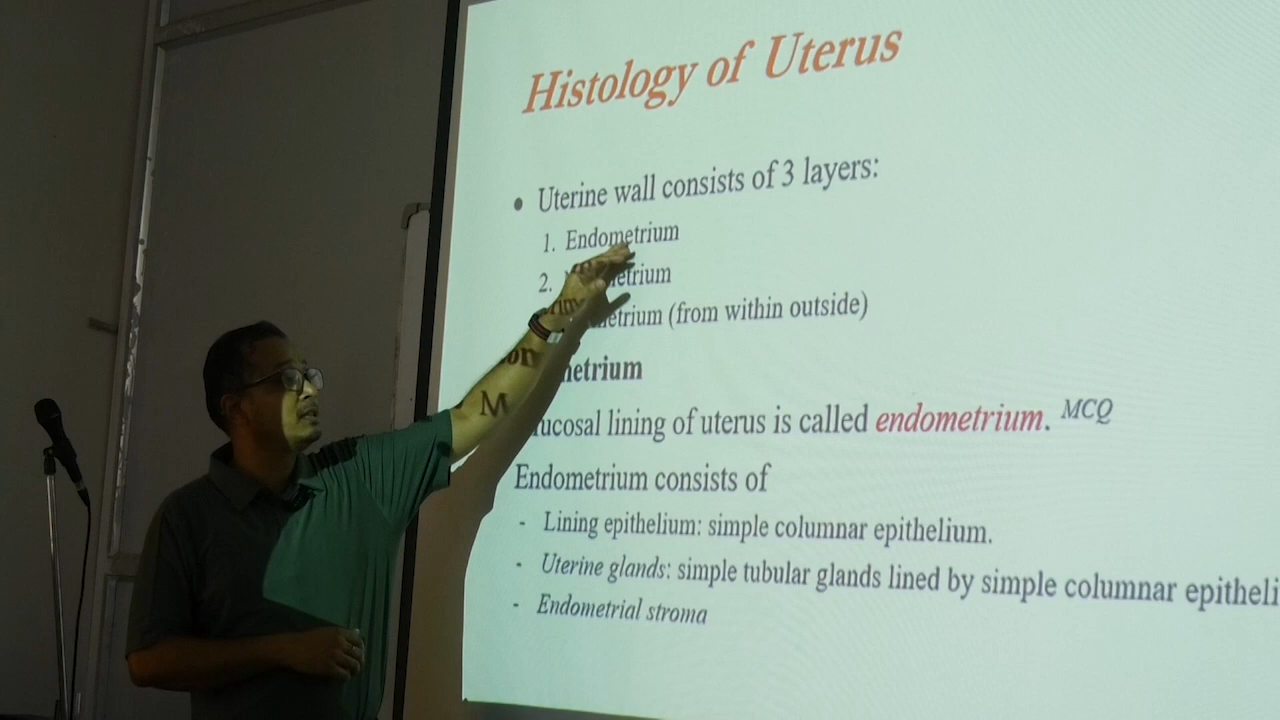 Histology of Uterus
• Uterine wall consists of 3 layers:
1. Endometrium
2. etrium
etrium (from within outside)
etrium
ucosal lining of uterus is called endometrium. MCQ
Endometrium consists of
- Lining epithelium: simple columnar epithelium.
- Uterine glands: simple tubular glands lined by simple columnar epitheli
- Endometrial stroma